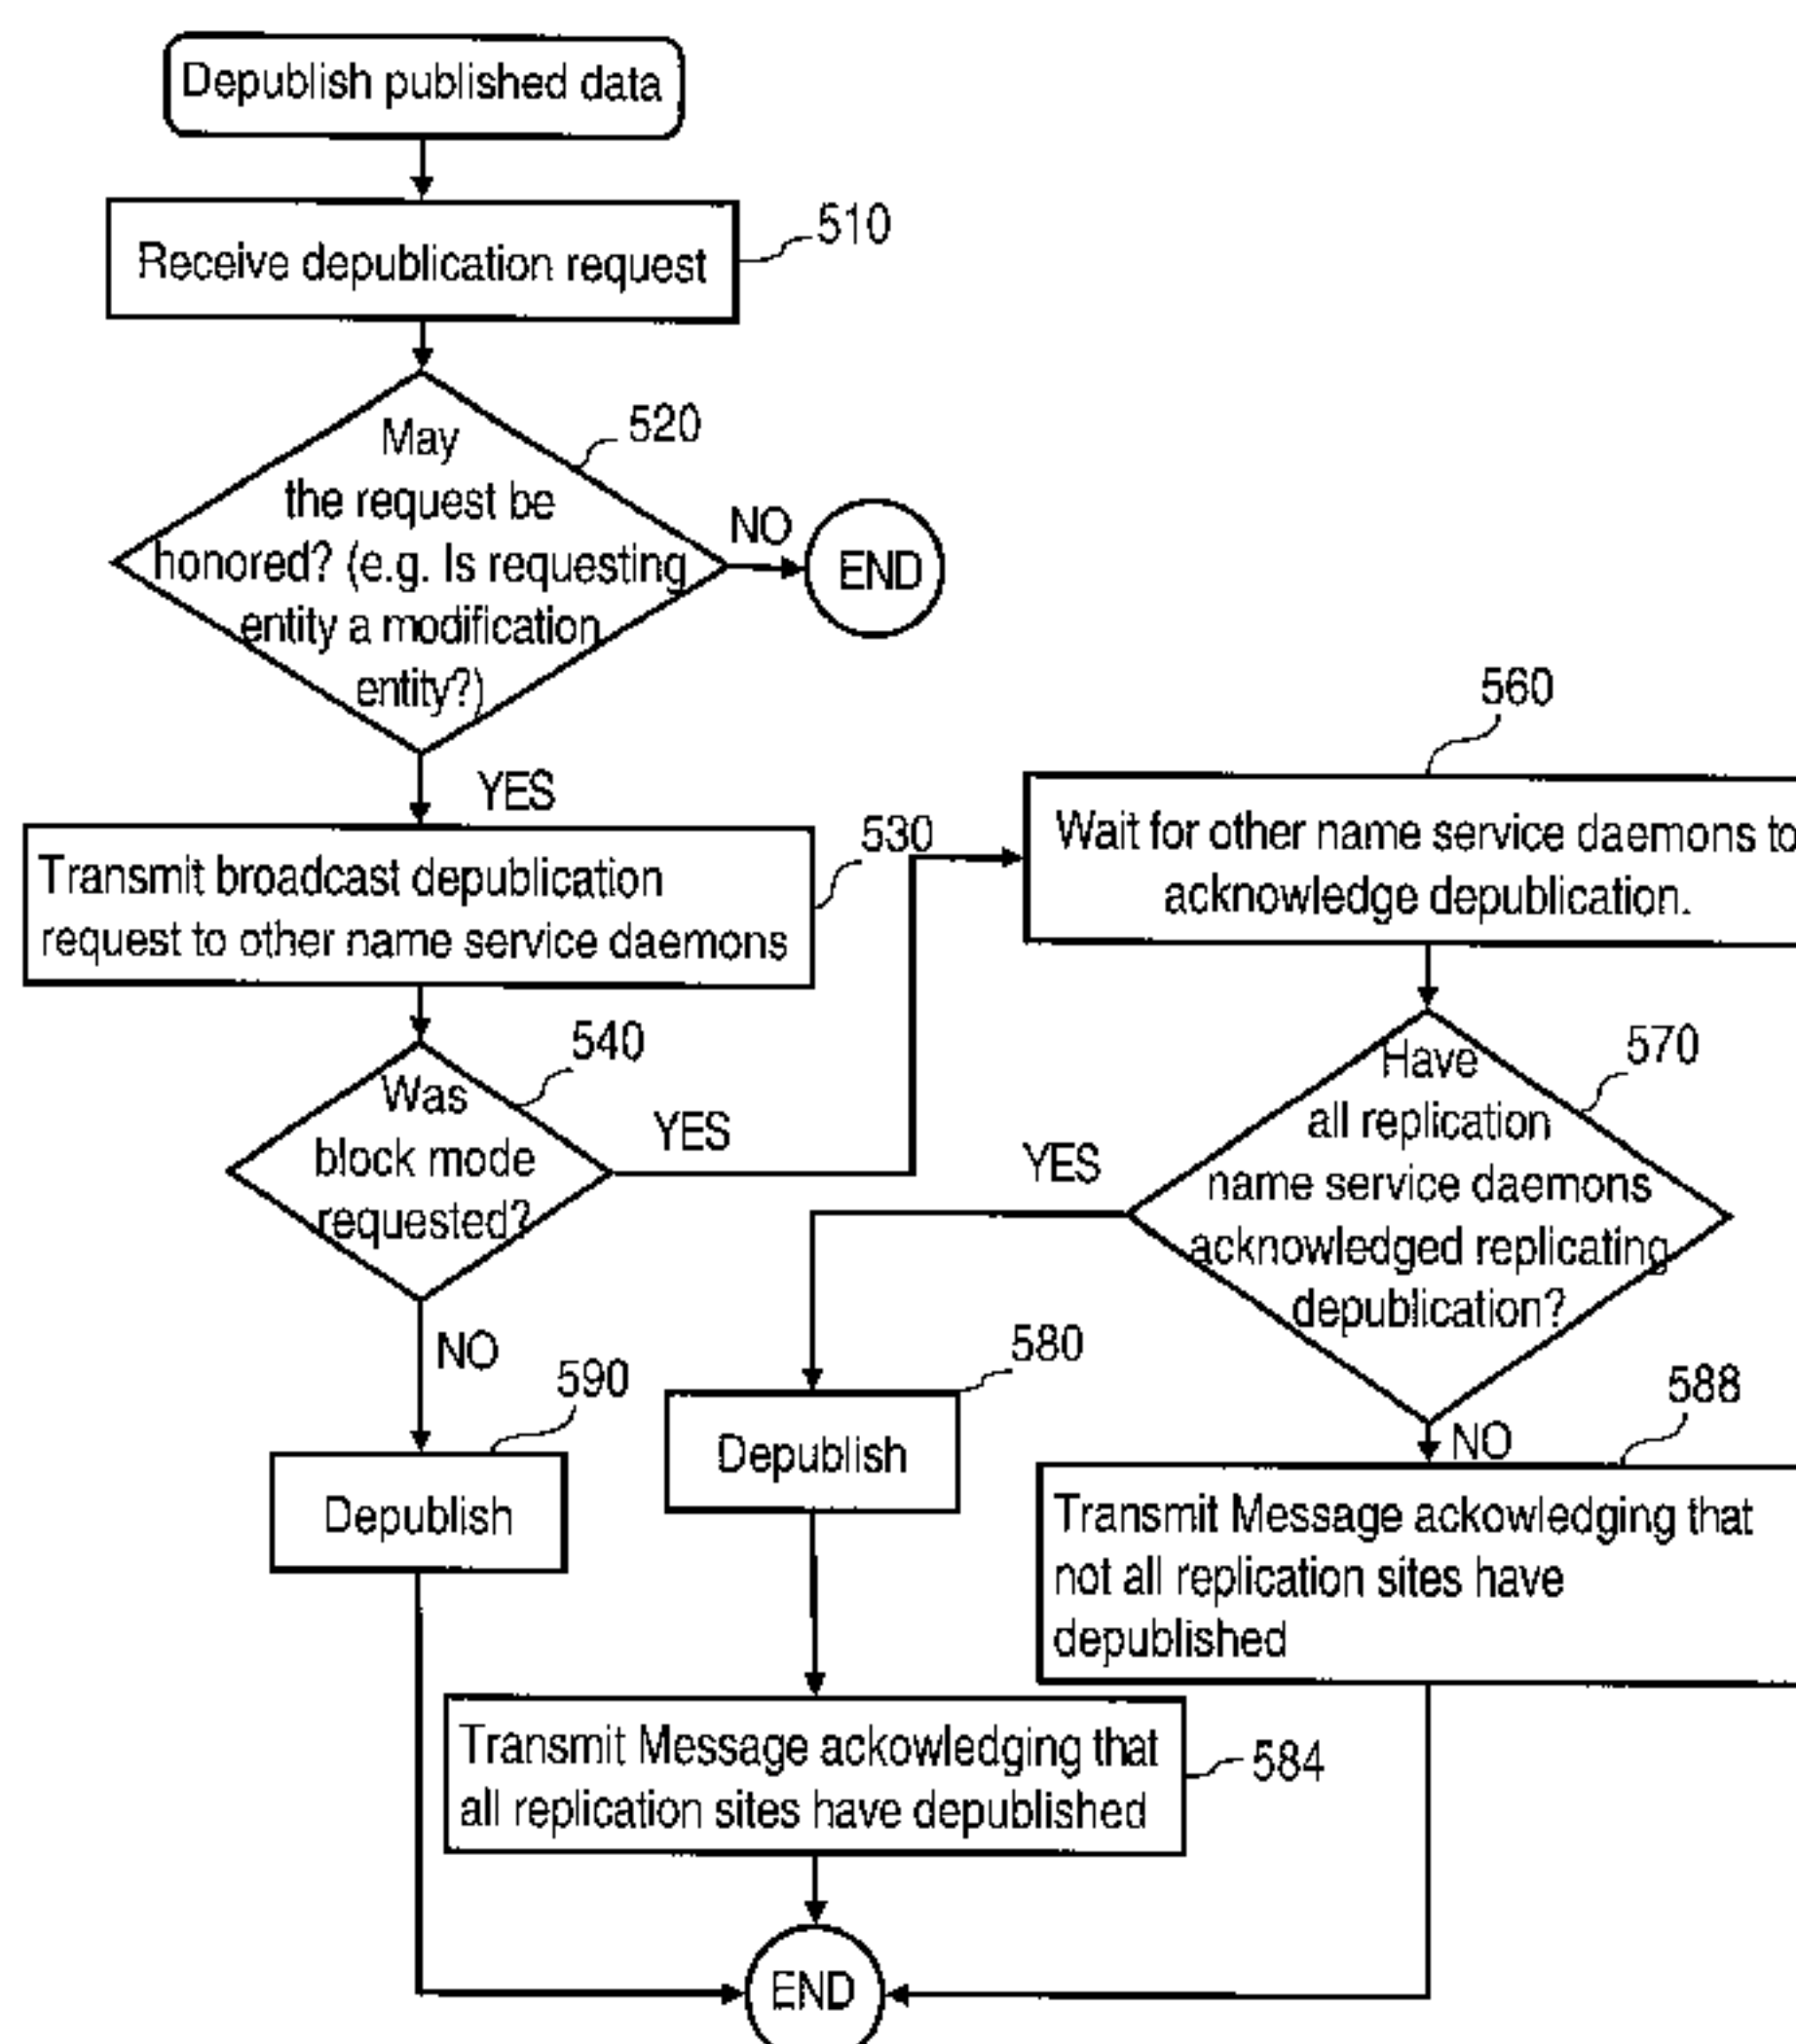 Depublish published data
Receive depublication request
510
May
the request be
honored? (e.g. Is requesting
entity a modification
entity?)
520
NO
END
YES
Transmit broadcast depublication
request to other name service daemons
530
Was
block mode
requested?
540
YES
NO
560
Wait for other name service daemons to
acknowledge depublication.
Have
all replication
name service daemons
acknowledged replicating
depublication?
570
YES
NO
590
Depublish
580
Depublish
588
Transmit Message ackowledging that
not all replication sites have
depublished
Transmit Message ackowledging that
all replication sites have depublished
584
END